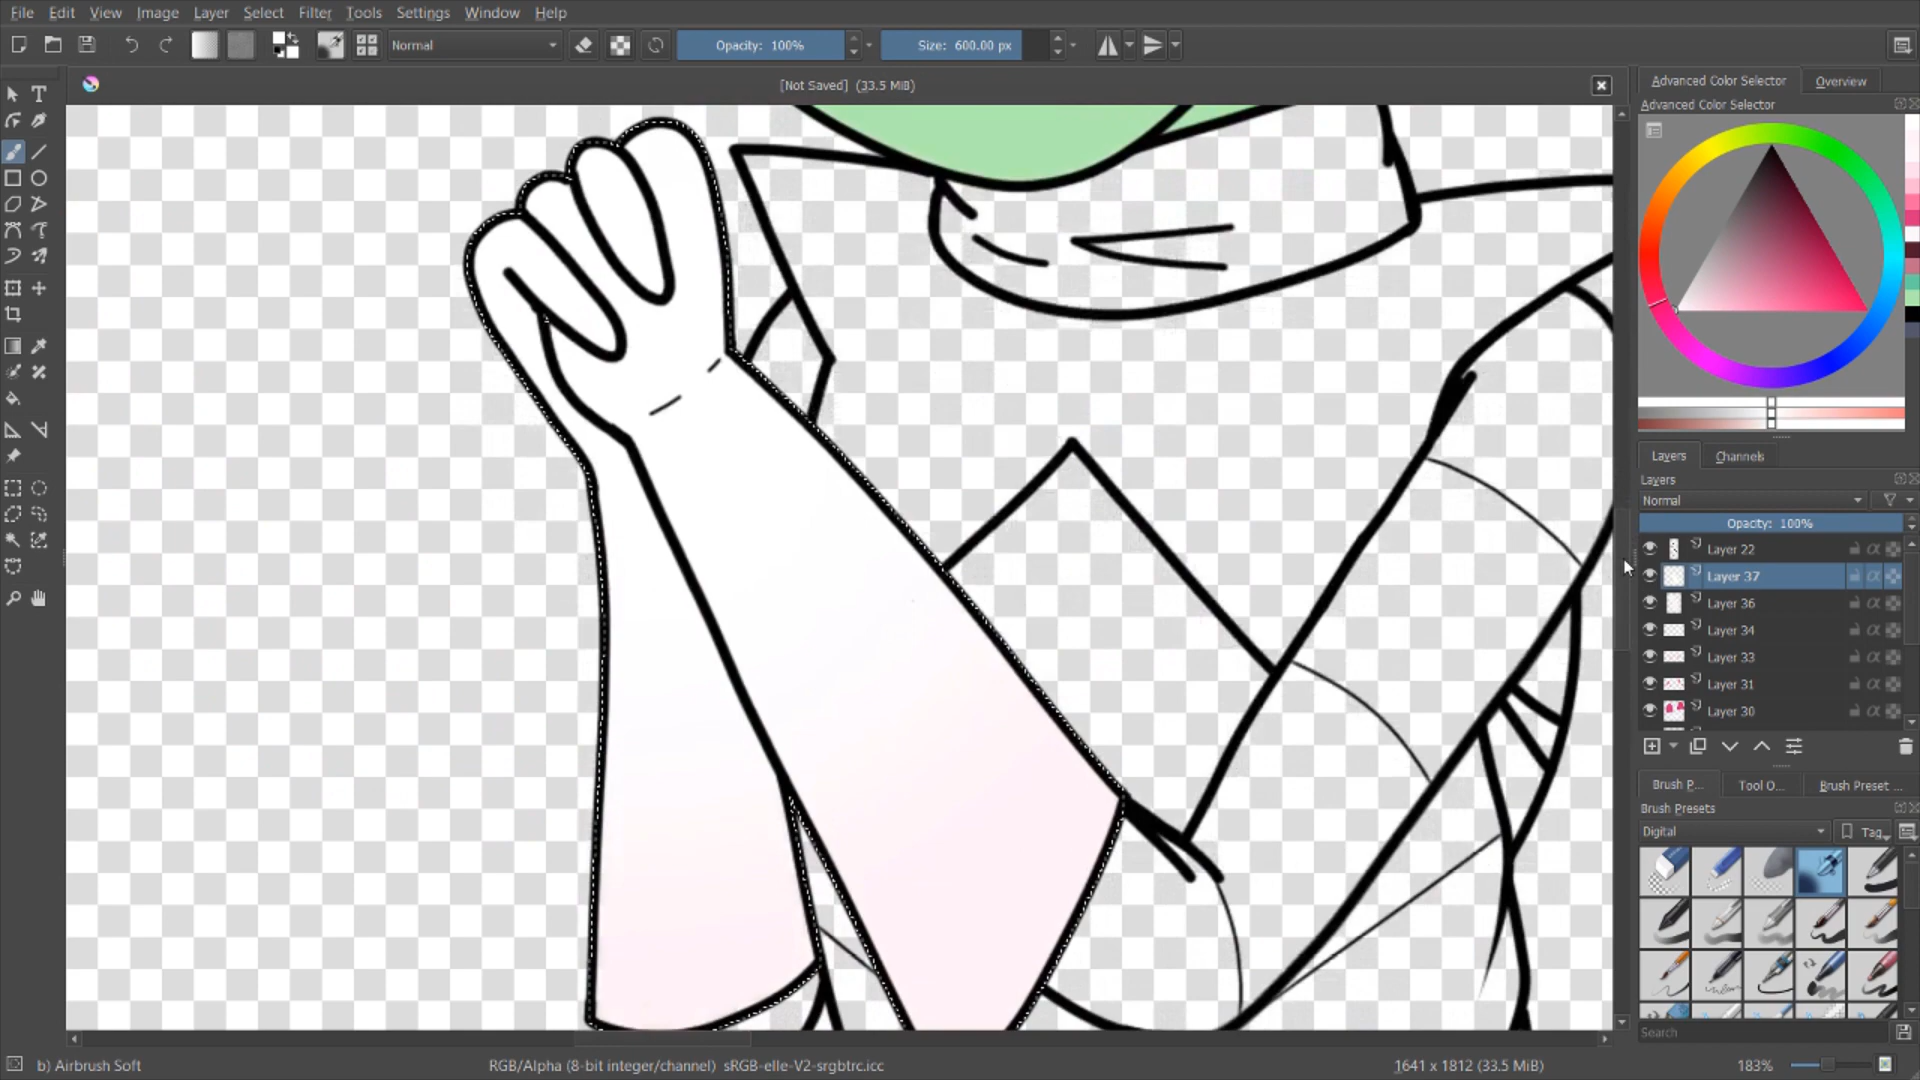 File Edit View Image Layer Select Filter Tools Settings Window Help
Normal Opacity: 100% Size: 600.00 px
[Not Saved] (33.5 MiB)
Advanced Color Selector Overview
Advanced Color Selector
Layers Channels
Layers
Normal
Opacity: 100%
Layer 22
Layer 37
Layer 36
Layer 34
Layer 33
Layer 31
Layer 30
Brush P... Tool O... Brush Preset ...
Brush Presets
Digital Tag
Search
b) Airbrush Soft RGB/Alpha (8-bit integer/channel) sRGB-elle-V2-srgbtrc.icc 1641 x 1812 (33.5 MiB) 183%